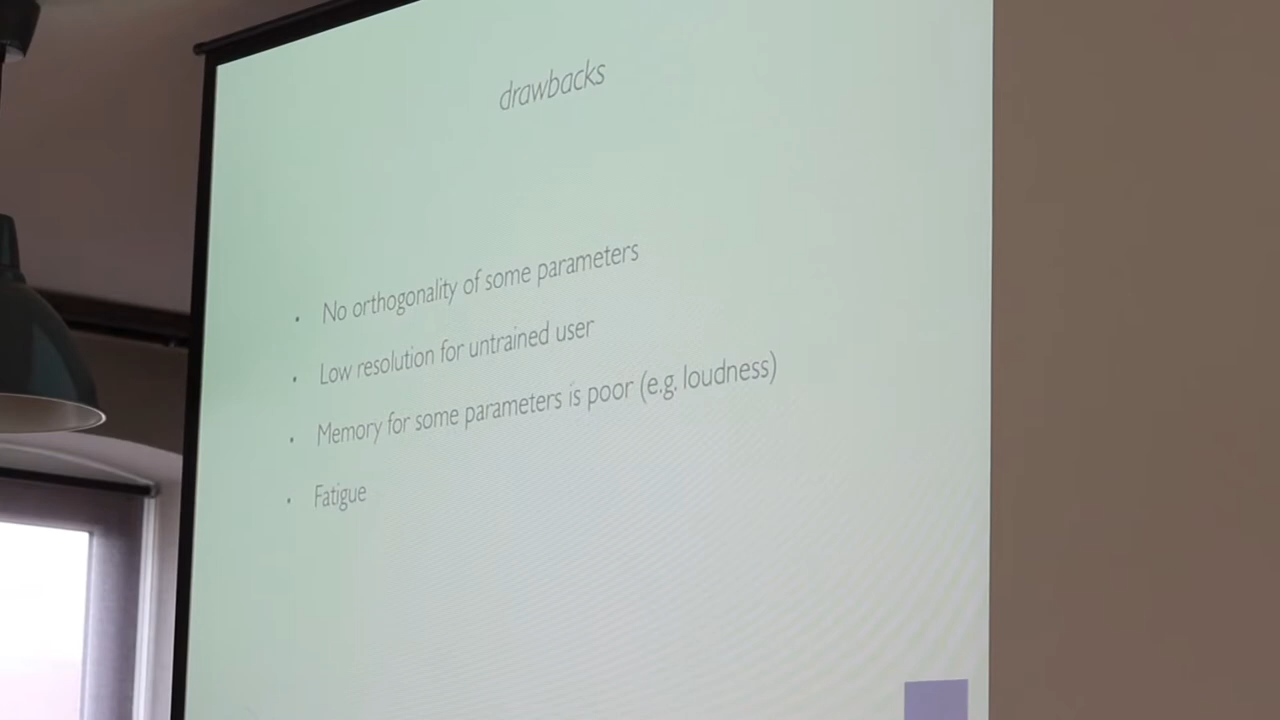 drawbacks
• No orthogonality of some parameters
• Low resolution for untrained user
• Memory for some parameters is poor (e.g. loudness)
• Fatigue